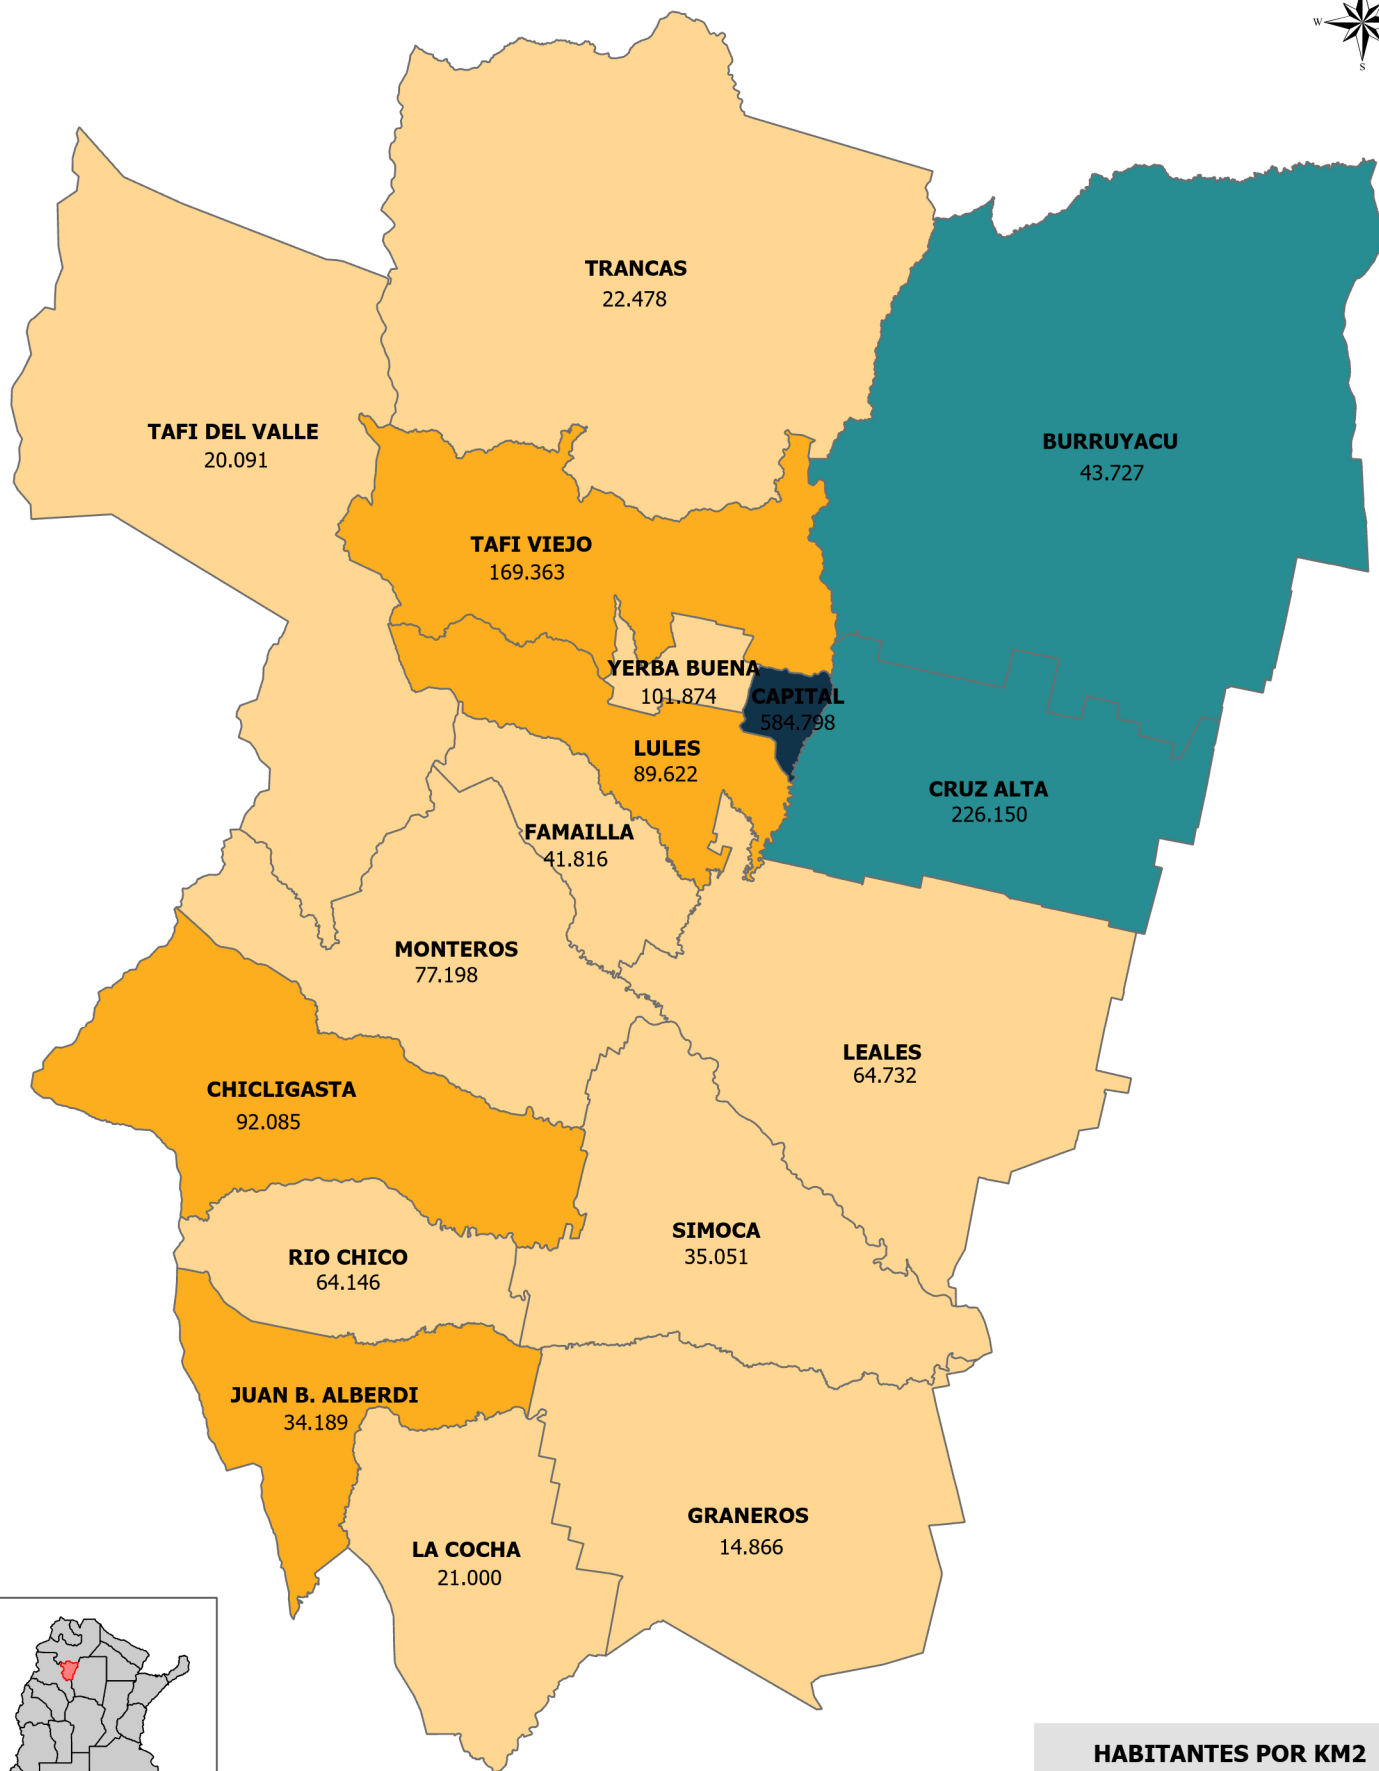 W
S
TRANCAS
22.478
TAFI DEL VALLE
20.091
BURRUYACU
43.727
TAFI VIEJO
169.363
YERBA BUENA
101.874
CAPITAL
584.798
LULES
89.622
CRUZ ALTA
226.150
FAMAILLA
41.816
MONTEROS
77.198
LEALES
64.732
CHICLIGASTA
92.085
SIMOCA
35.051
RIO CHICO
64.146
JUAN B. ALBERDI
34.189
GRANEROS
14.866
LA COCHA
21.000
HABITANTES POR KM2